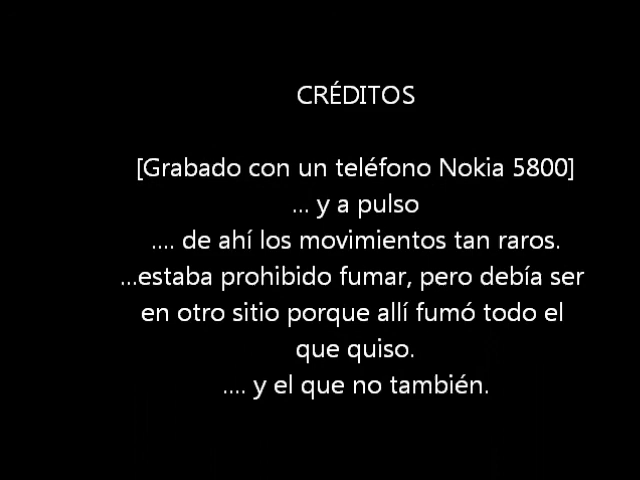 CRÉDITOS
[Grabado con un teléfono Nokia 5800]
... y a pulso
.... de ahí los movimientos tan raros.
...estaba prohibido fumar, pero debía ser
en otro sitio porque allí fumó todo el
que quiso.
.... y el que no también.